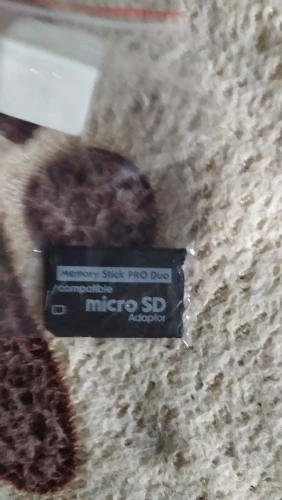 Memory Stick PRO Duo
compatible
micro SD
Adaptor